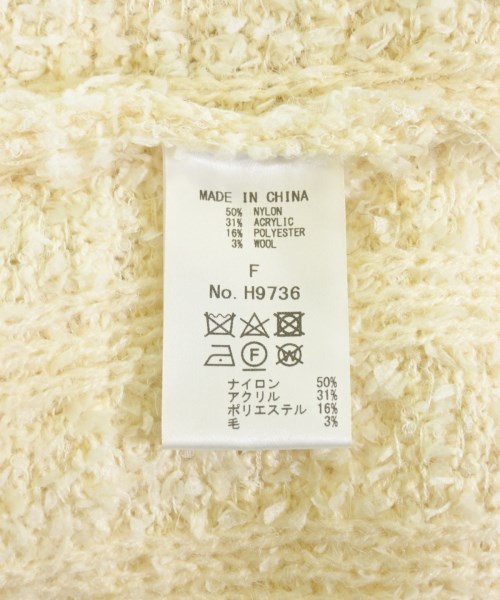 MADE IN CHINA
50% NYLON
31% ACRYLIC
16% POLYESTER
3% WOOL
F
No. H9736
F W
ナイロン 50%
アクリル 31%
ポリエステル 16%
毛 3%